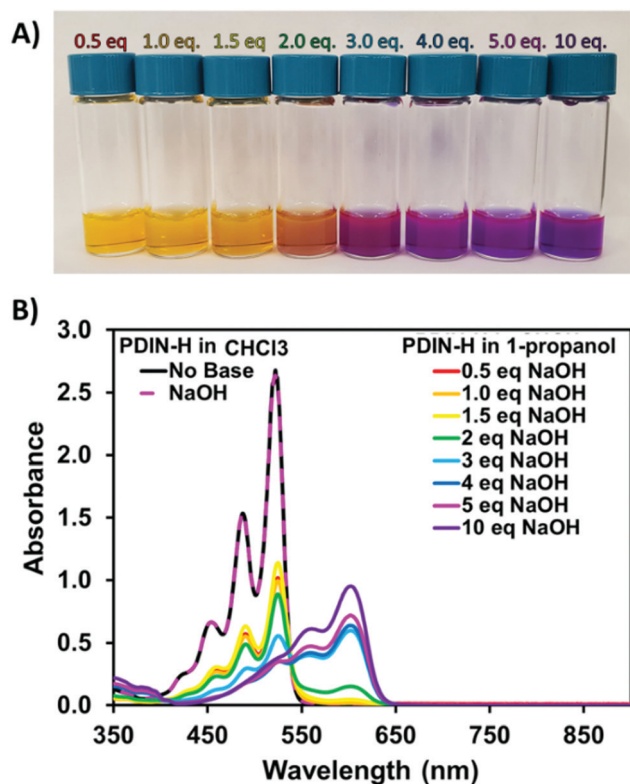 A)
0.5 eq 1.0 eq. 1.5 eq 2.0 eq. 3.0 eq. 4.0 eq. 5.0 eq. 10 eq.
B)
3.0
2.5
2.0
1.5
1.0
0.5
0.0
Absorbance
PDIN-H in CHCl3
No Base
NaOH
PDIN-H in 1-propanol
0.5 eq NaOH
1.0 eq NaOH
1.5 eq NaOH
2 eq NaOH
3 eq NaOH
4 eq NaOH
5 eq NaOH
10 eq NaOH
350 450 550 650 750 850
Wavelength (nm)